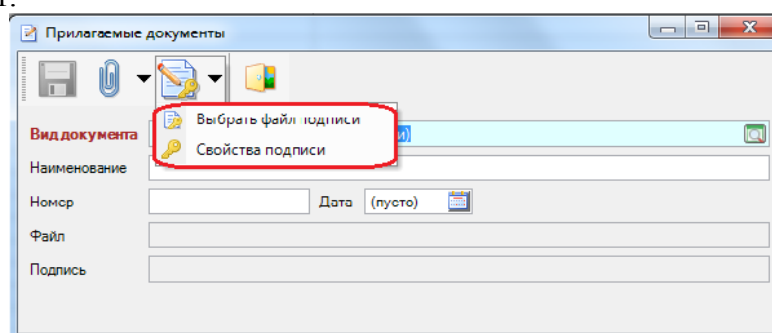 Прилагаемые документы
Выбрать файл подписи
Вид документа и)
Свойства подписи
Наименование
Номер Дата (пусто)
Файл
Подпись